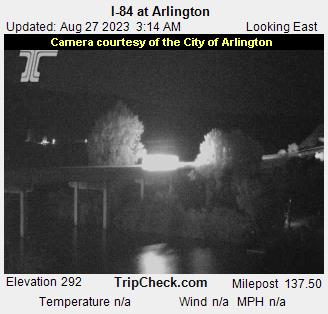 I-84 at Arlington
Updated: Aug 27 2023 3:14 AM Looking East
Camera courtesy of the City of Arlington
Elevation 292 TripCheck.com Milepost 137.50
Temperature n/a Wind n/a MPH n/a